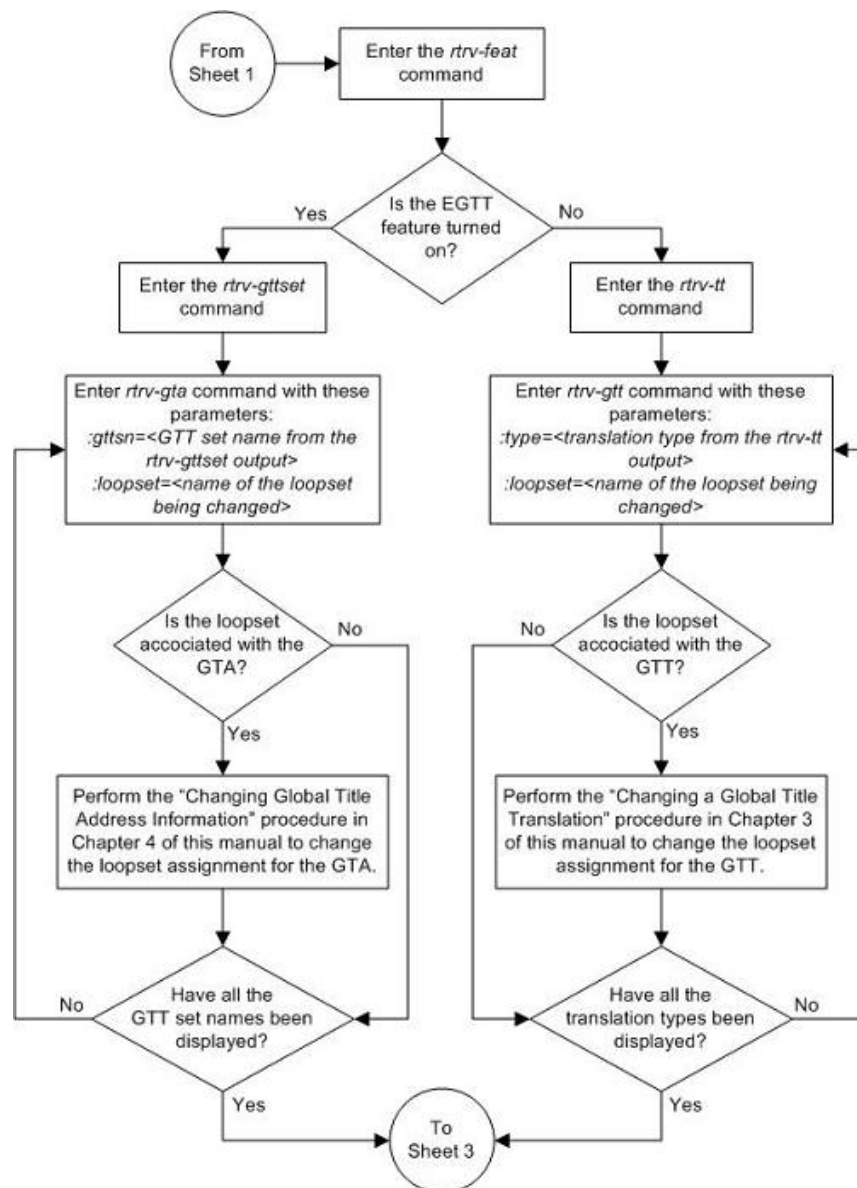 From
Sheet 1
Enter the rtrv-feat
command
Is the EGTT
feature turned
on?
Yes
No
Enter the rtrv-gttset
command
Enter the rtrv-tt
command
Enter rtrv-gta command with these
parameters:
:gttsn=<GTT set name from the
rtrv-gttset output>
:loopset=<name of the loopset
being changed>
Enter rtrv-gtt command with these
parameters:
:type=<translation type from the rtrv-tt
output>
:loopset=<name of the loopset being
changed>
Is the loopset
accociated with the
GTA?
No
Yes
No
Is the loopset
accociated with the
GTT?
Yes
Perform the "Changing Global Title
Address Information" procedure in
Chapter 4 of this manual to change
the loopset assignment for the GTA.
Perform the "Changing a Global Title
Translation" procedure in Chapter 3
of this manual to change the loopset
assignment for the GTT.
No
Have all the
GTT set names been
displayed?
Yes
Have all the
translation types been
displayed?
No
Yes
To
Sheet 3